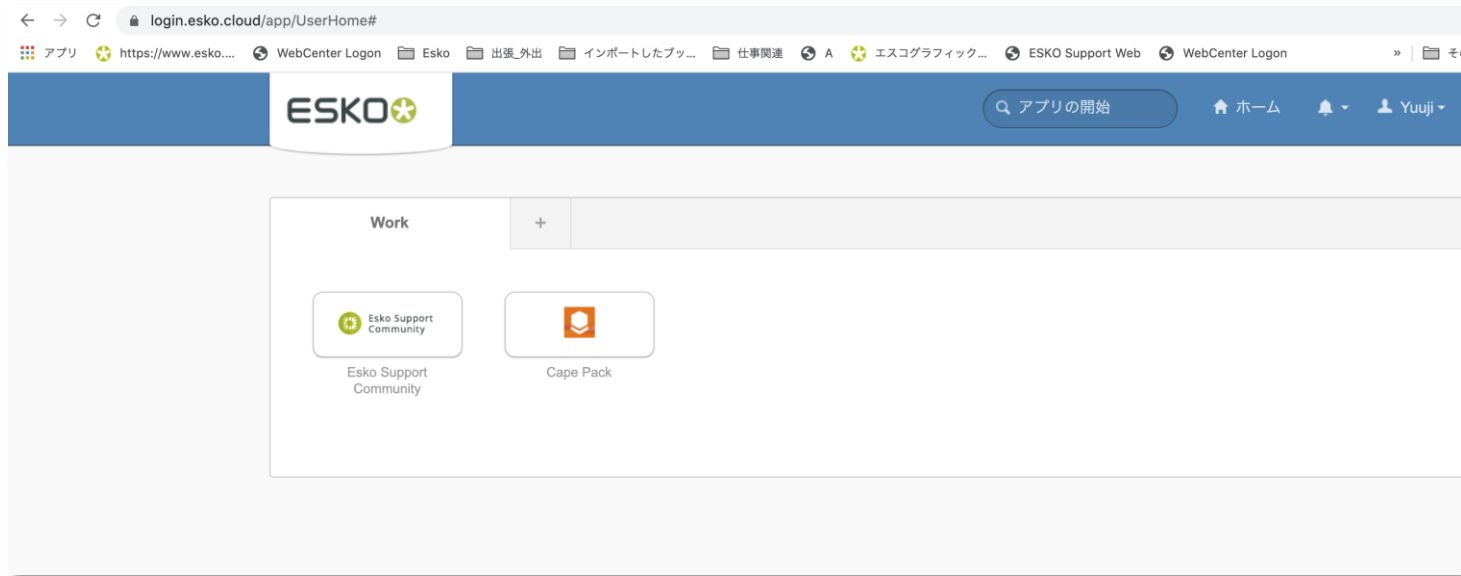 login.esko.cloud/app/UserHome#
アプリ https://www.esko.... WebCenter Logon Esko 出張_外出 インポートしたブッ... 仕事関連 A エスコグラフィック... ESKO Support Web WebCenter Logon » その
ESKO アプリの開始 ホーム Yuuji
Work +
Esko Support
Community
Esko Support
Community
Cape Pack